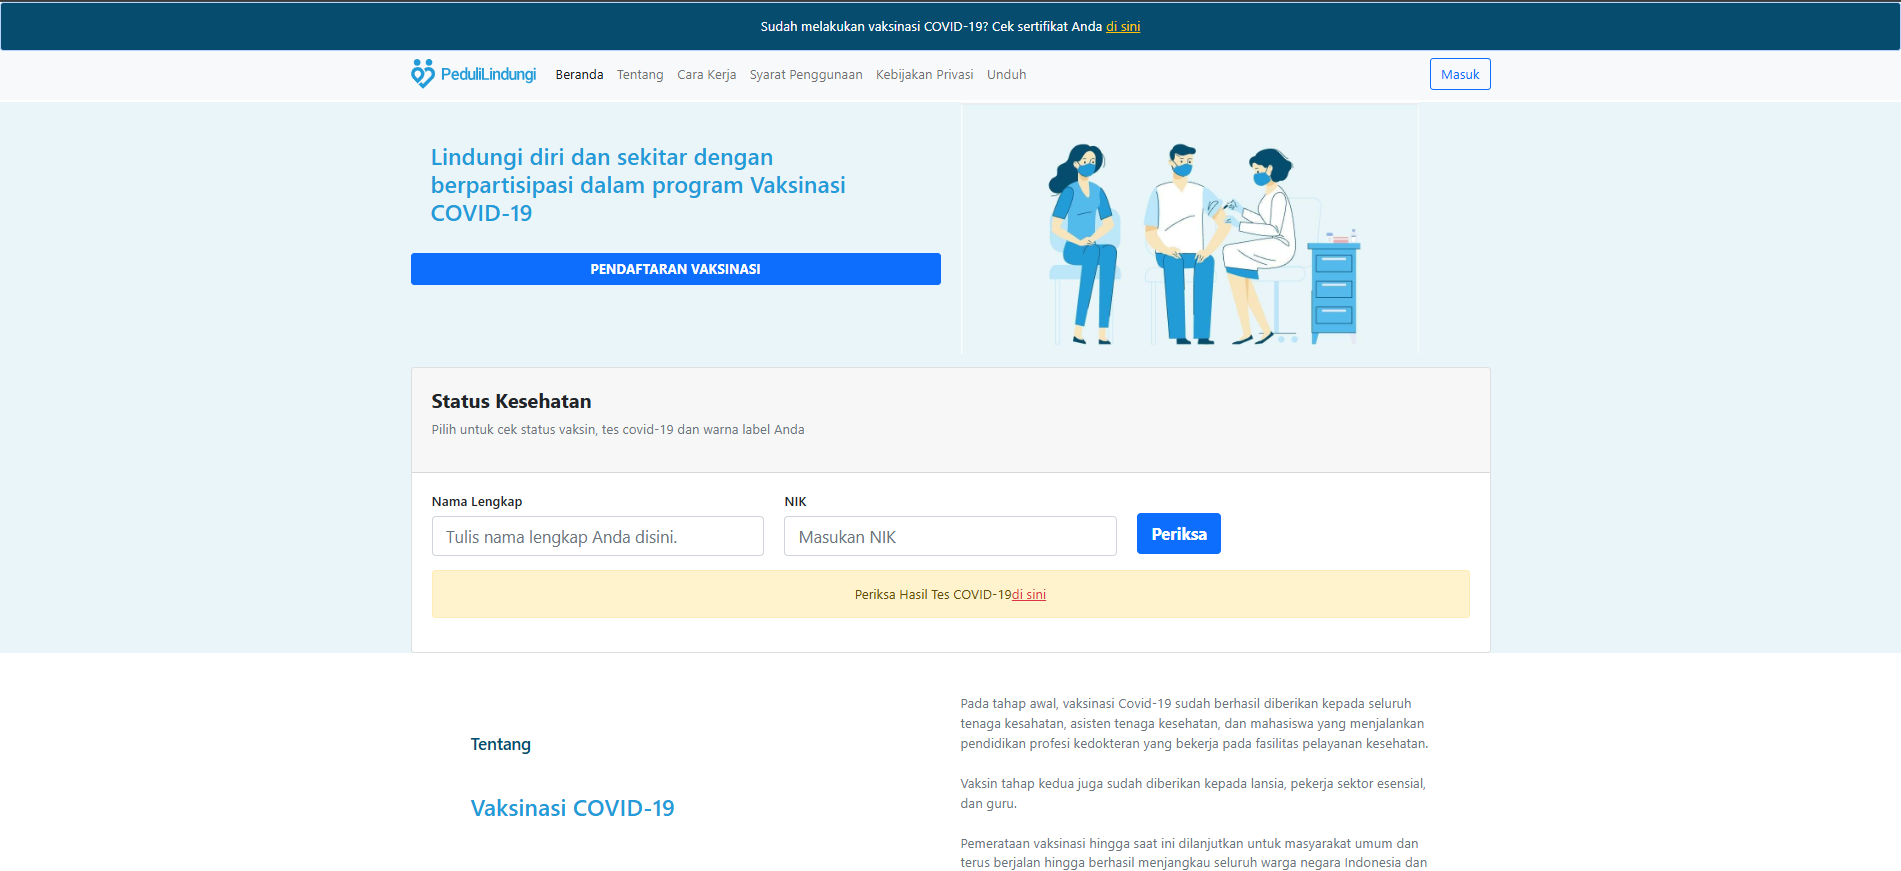 Sudah melakukan vaksinasi COVID-19? Cek sertifikat Anda di sini
PeduliLindungi Beranda Tentang Cara Kerja Syarat Penggunaan Kebijakan Privasi Unduh Masuk
Lindungi diri dan sekitar dengan
berpartisipasi dalam program Vaksinasi
COVID-19
PENDAFTARAN VAKSINASI
Status Kesehatan
Pilih untuk cek status vaksin, tes covid-19 dan warna label Anda
Nama Lengkap
Tulis nama lengkap Anda disini.
NIK
Masukan NIK
Periksa
Periksa Hasil Tes COVID-19di sini
Tentang
Vaksinasi COVID-19
Pada tahap awal, vaksinasi Covid-19 sudah berhasil diberikan kepada seluruh
tenaga kesahatan, asisten tenaga kesehatan, dan mahasiswa yang menjalankan
pendidikan profesi kedokteran yang bekerja pada fasilitas pelayanan kesehatan.
Vaksin tahap kedua juga sudah diberikan kepada lansia, pekerja sektor esensial,
dan guru.
Pemerataan vaksinasi hingga saat ini dilanjutkan untuk masyarakat umum dan
terus berjalan hingga berhasil menjangkau seluruh warga negara Indonesia dan